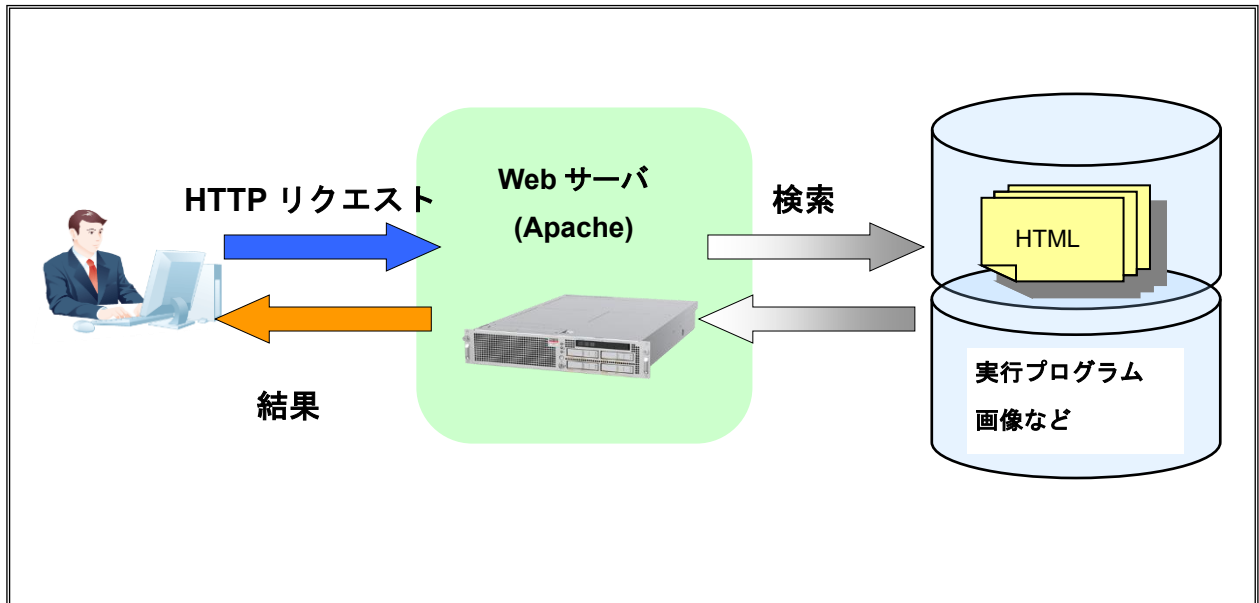 HTTP リクエスト
Web サーバ
(Apache)
検索
HTML
結果
実行プログラム
画像など